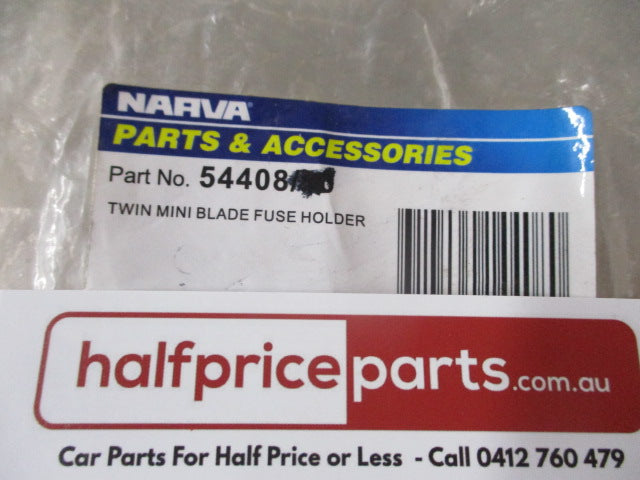 NARVA
PARTS & ACCESSORIES
Part No. 54408/
TWIN MINI BLADE FUSE HOLDER
halfpriceparts.com.au
Car Parts For Half Price or Less - Call 0412 760 479